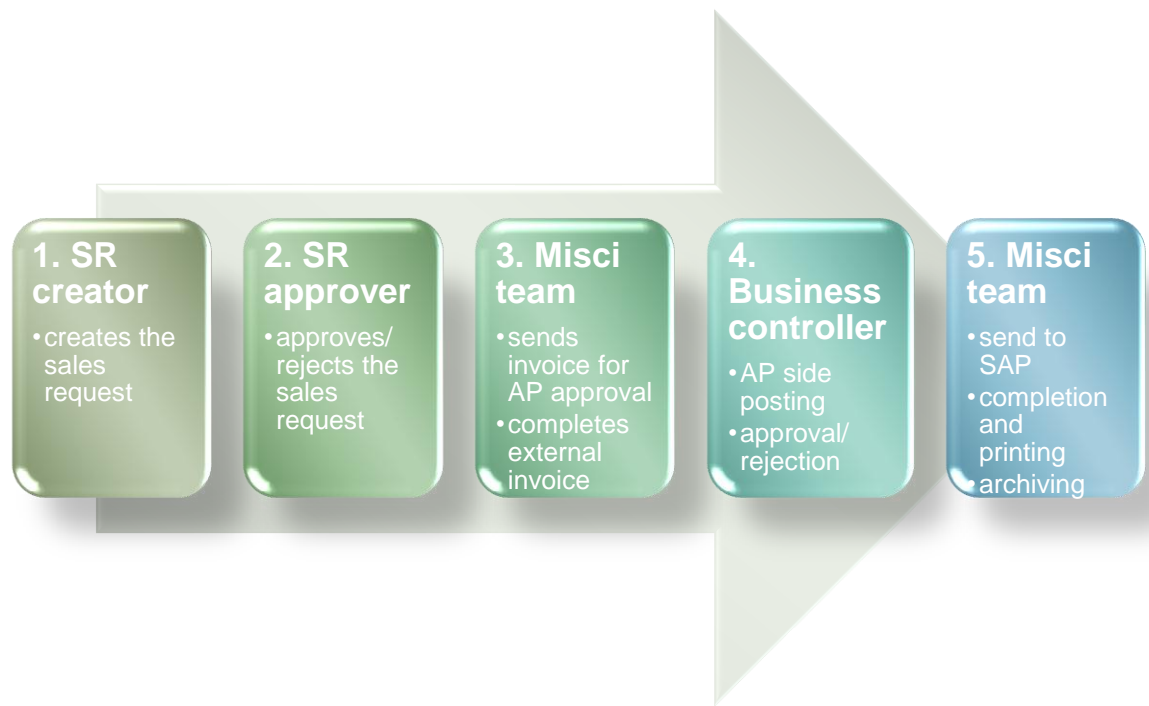 1. SR
creator
•creates the
sales
request
2. SR
approver
•approves/
rejects the
sales
request
3. Misci
team
•sends
invoice for
AP approval
•completes
external
invoice
4.
Business
controller
•AP side
posting
•approval/
rejection
5. Misci
team
•send to
SAP
•completion
and
printing
•archiving